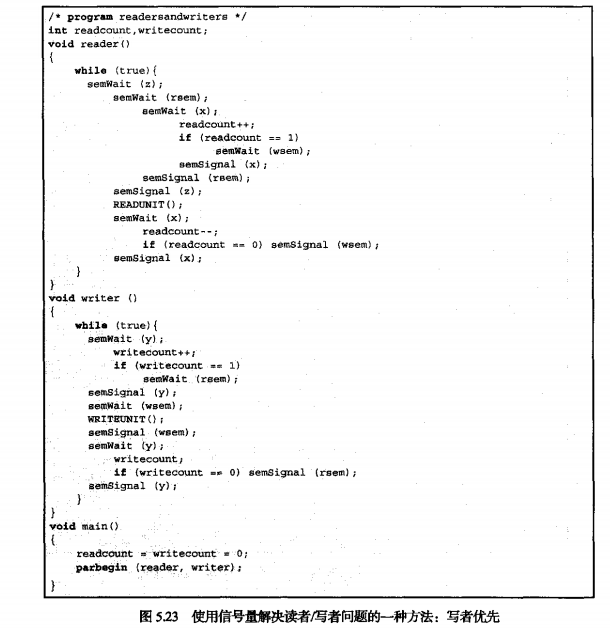 /* program readersandwriters */
int readcount,writecount;
void reader()
{
    while (true){
      semWait (z);
          semWait (rsem);
              semWait (x);
                    readcount++;
                    if (readcount == 1)
                          semWait (wsem);
                    semSignal (x);
              semSignal (rsem);
          semSignal (z);
          READUNIT();
          semWait (x);
              readcount--;
              if (readcount == 0) semSignal (wsem);
          semSignal (x);
    }
}
void writer ()
{
    while (true){
      semWait (y);
          writecount++;
          if (writecount == 1)
              semWait (rsem);
      semSignal (y);
      semWait (wsem);
      WRITEUNIT();
      semSignal (wsem);
      semWait (y);
          writecount;
          if (writecount == 0) semSignal (rsem);
      semSignal (y);
    }
}
void main()
{
    readcount = writecount = 0;
    parbegin (reader, writer);
}
图 5.23 使用信号量解决读者/写者问题的一种方法：写者优先